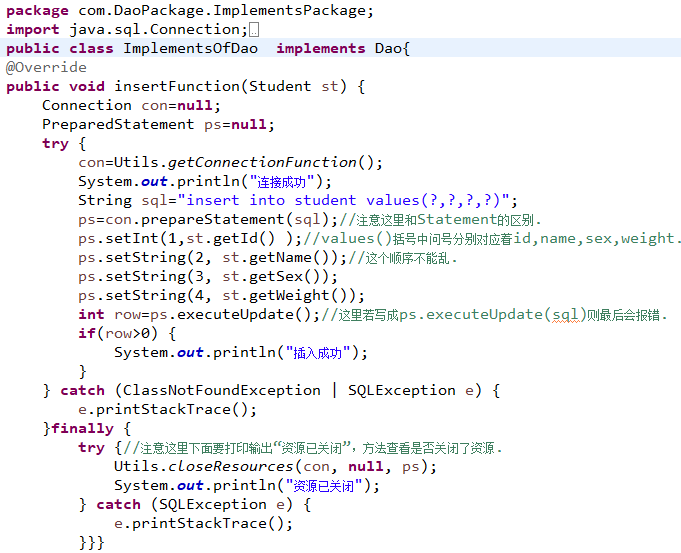 package com.DaoPackage.ImplementsPackage;
import java.sql.Connection;
public class ImplementsOfDao  implements Dao{
@Override
public void insertFunction(Student st) {
    Connection con=null;
    PreparedStatement ps=null;
    try {
        con=Utils.getConnectionFunction();
        System.out.println("连接成功");
        String sql="insert into student values(?,?,?,?)";
        ps=con.prepareStatement(sql);//注意这里和Statement的区别.
        ps.setInt(1,st.getId() );//values()括号中问号分别对应着id,name,sex,weight.
        ps.setString(2, st.getName());//这个顺序不能乱.
        ps.setString(3, st.getSex());
        ps.setString(4, st.getWeight());
        int row=ps.executeUpdate();//这里若写成ps.executeUpdate(sql)则最后会报错.
        if(row>0) {
            System.out.println("插入成功");
        }
    } catch (ClassNotFoundException | SQLException e) {
        e.printStackTrace();
    }finally {
        try {//注意这里下面要打印输出“资源已关闭”，方法查看是否关闭了资源.
            Utils.closeResources(con, null, ps);
            System.out.println("资源已关闭");
        } catch (SQLException e) {
            e.printStackTrace();
        }}}